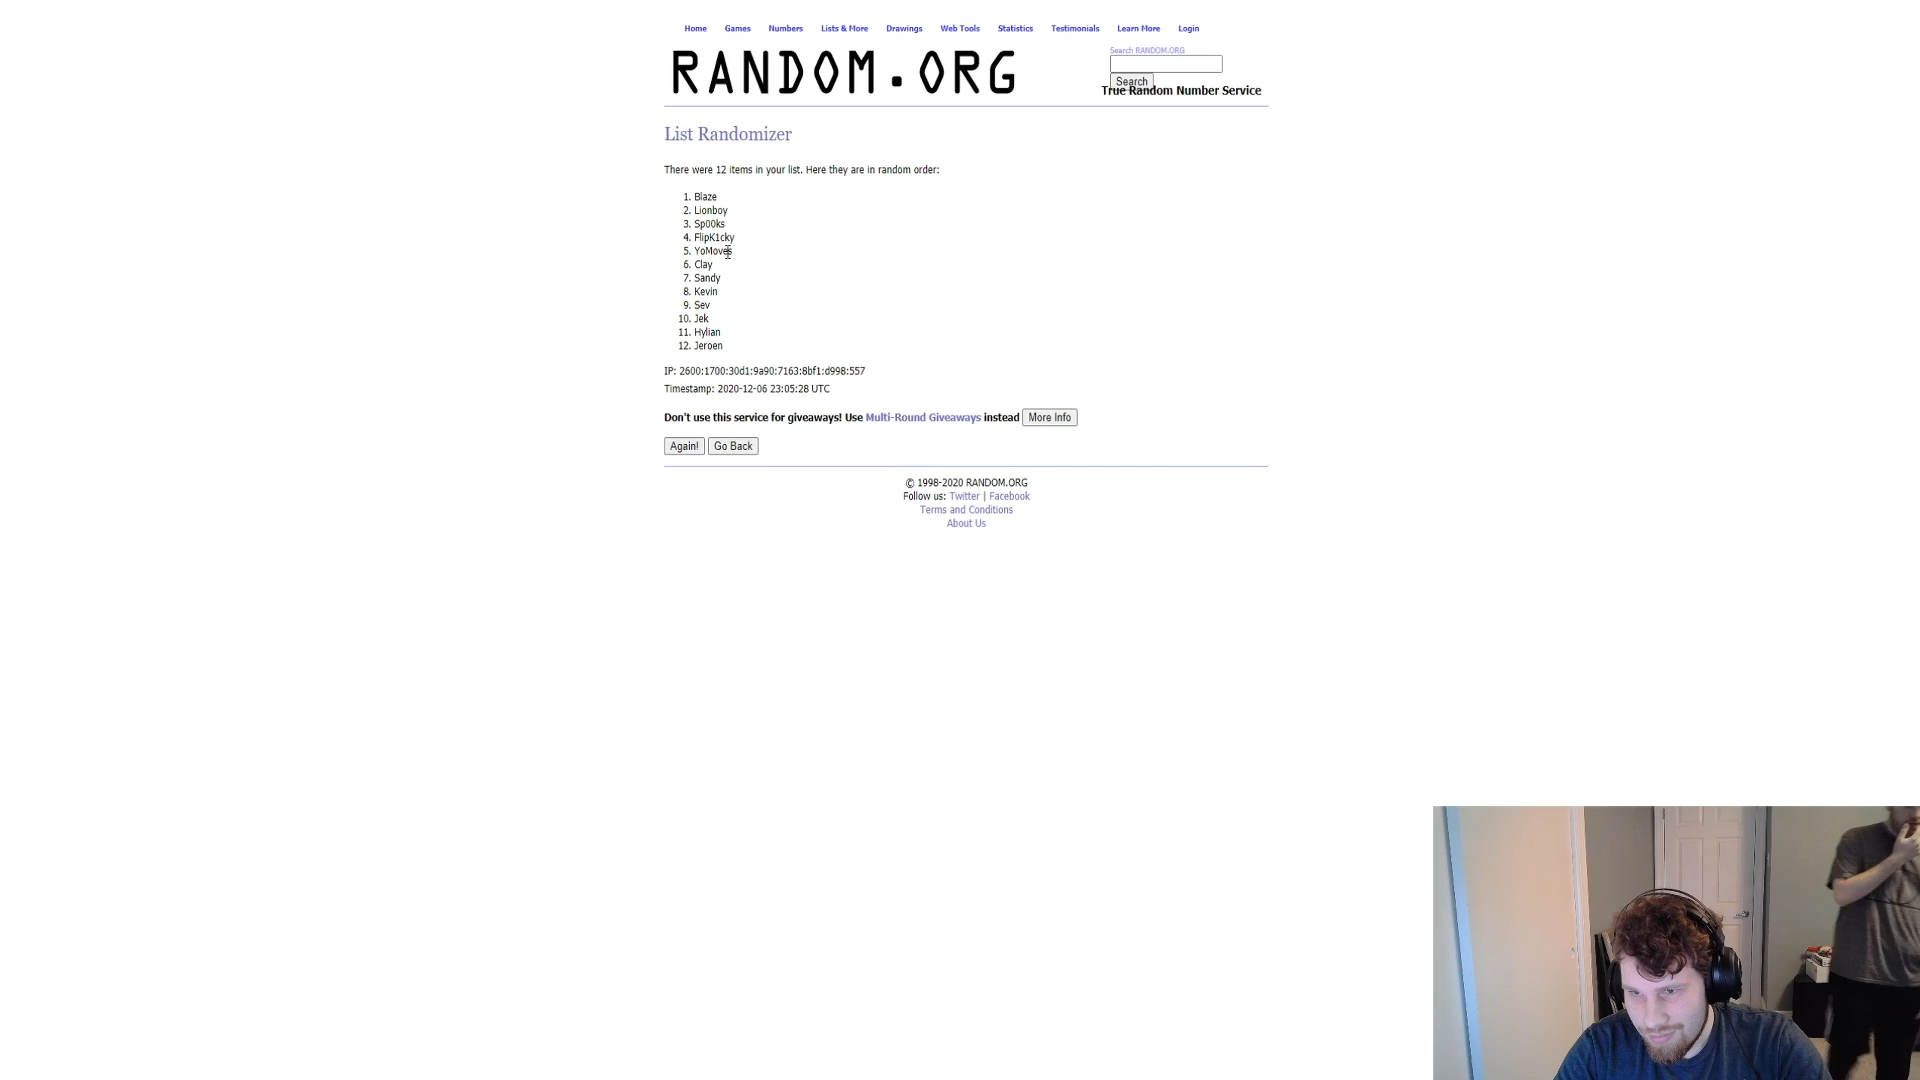 Home Games Numbers Lists & More Drawings Web Tools Statistics Testimonials Learn More Login
RANDOM.ORG
Search RANDOM.ORG
Search
True Random Number Service
List Randomizer
There were 12 items in your list. Here they are in random order:
1. Blaze
2. Lionboy
3. Sp00ks
4. FlipK1cky
5. YoMoves
6. Clay
7. Sandy
8. Kevin
9. Sev
10. Jek
11. Hylian
12. Jeroen
IP: 2600:1700:30d1:9a90:7163:8bf1:d998:557
Timestamp: 2020-12-06 23:05:28 UTC
Don't use this service for giveaways! Use Multi-Round Giveaways instead More Info
Again! Go Back
© 1998-2020 RANDOM.ORG
Follow us: Twitter | Facebook
Terms and Conditions
About Us